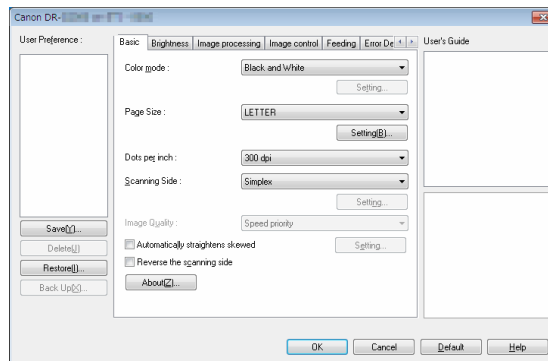 Canon DR-
User Preference :
Basic Brightness Image processing Image control Feeding Error De
User's Guide
Color mode :
Black and White
Setting...
Page Size :
LETTER
Setting(B)...
Dots per inch :
300 dpi
Scanning Side :
Simplex
Setting...
Image Quality :
Speed priority
Save(Y)...
Automatically straightens skewed
Setting...
Delete(J)
Reverse the scanning side
Restore(I)...
About(Z)...
Back Up(X)...
OK Cancel Default Help